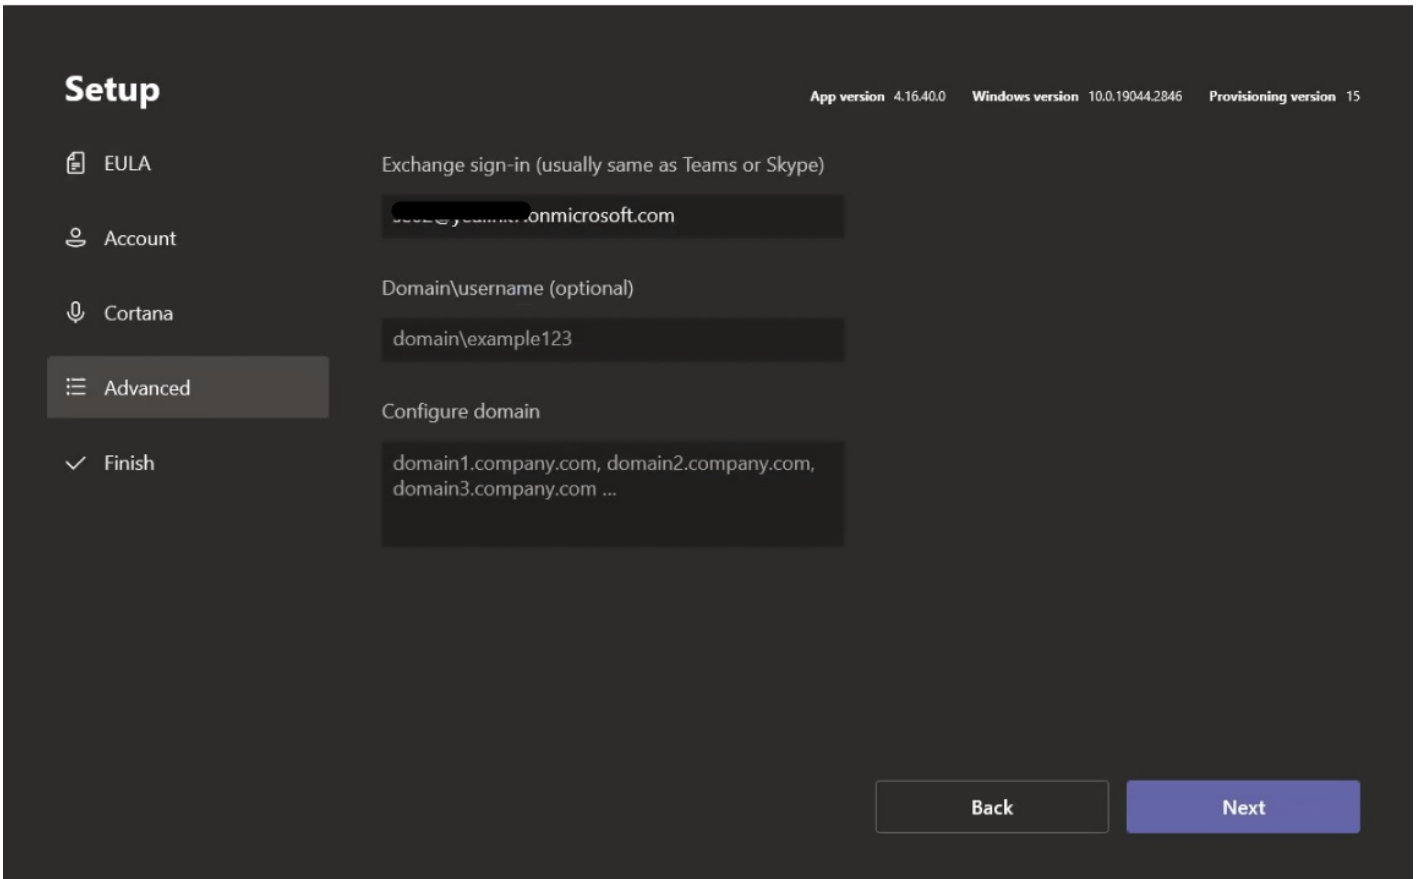 Setup
App version 4.16.40.0 Windows version 10.0.19044.2846 Provisioning version 15
EULA
Account
Cortana
Advanced
Finish
Exchange sign-in (usually same as Teams or Skype)
onmicrosoft.com
Domain\username (optional)
domain\example123
Configure domain
domain1.company.com, domain2.company.com,
domain3.company.com ...
Back
Next